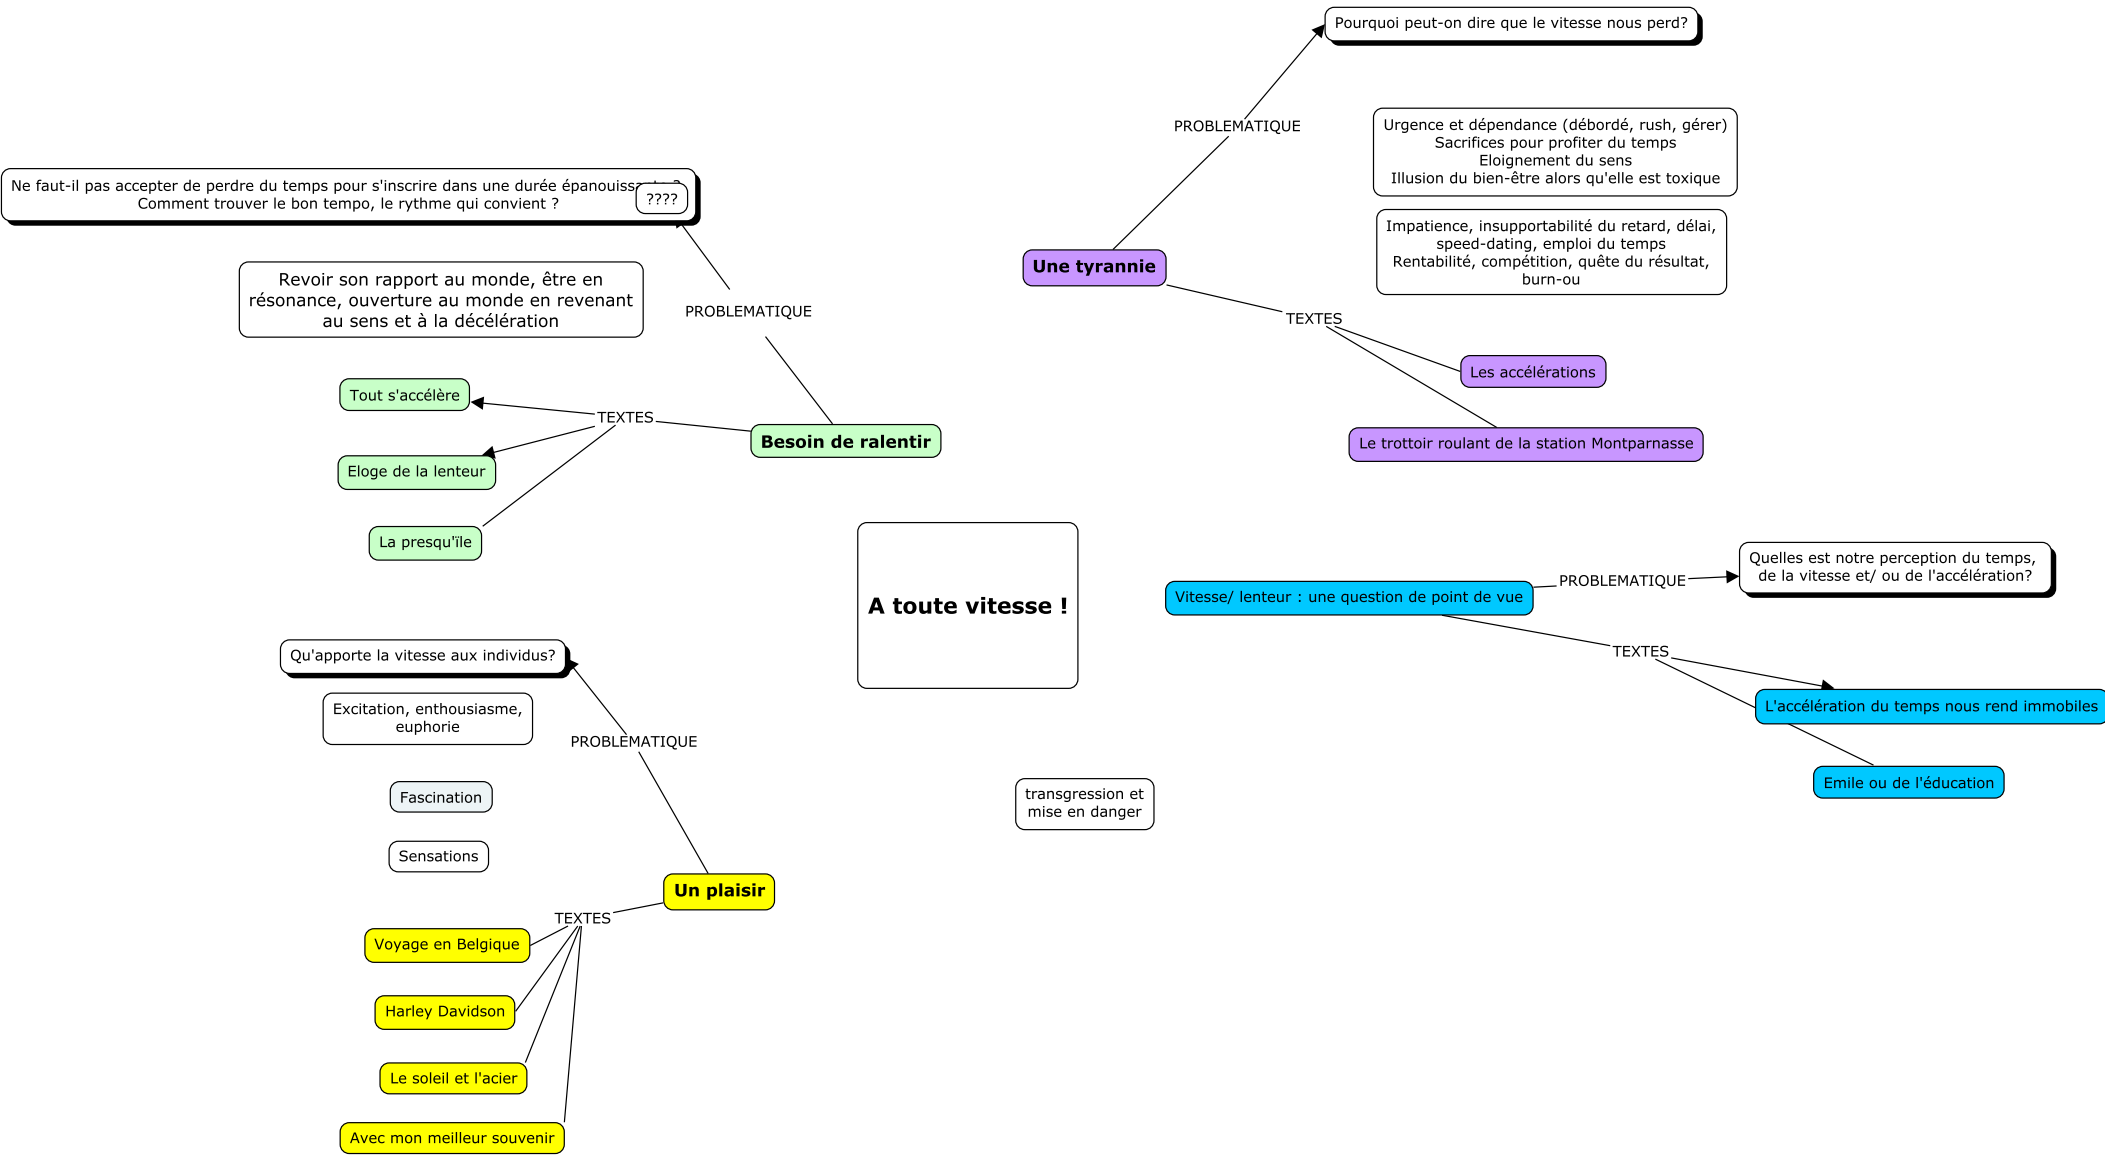 Pourquoi peut-on dire que le vitesse nous perd?
PROBLEMATIQUE
Urgence et dépendance (débordé, rush, gérer)
Sacrifices pour profiter du temps
Eloignement du sens
Illusion du bien-être alors qu'elle est toxique
Impatience, insupportabilité du retard, délai,
speed-dating, emploi du temps
Rentabilité, compétition, quête du résultat,
burn-ou
Une tyrannie
TEXTES
Les accélérations
Le trottoir roulant de la station Montparnasse
Ne faut-il pas accepter de perdre du temps pour s'inscrire dans une durée ?
Comment trouver le bon tempo, le rythme qui convient ?
????
Revoir son rapport au monde, être en
résonance, ouverture au monde en revenant
au sens et à la décélération
PROBLEMATIQUE
Tout s'accélère
TEXTES
Besoin de ralentir
Eloge de la lenteur
La presqu'ïle
A toute vitesse !
Vitesse/ lenteur : une question de point de vue
PROBLEMATIQUE
Quelles est notre perception du temps,
de la vitesse et/ ou de l'accélération?
TEXTES
L'accélération du temps nous rend immobiles
Emile ou de l'éducation
Qu'apporte la vitesse aux individus?
Excitation, enthousiasme,
euphorie
PROBLEMATIQUE
Fascination
Sensations
transgression et
mise en danger
Un plaisir
TEXTES
Voyage en Belgique
Harley Davidson
Le soleil et l'acier
Avec mon meilleur souvenir